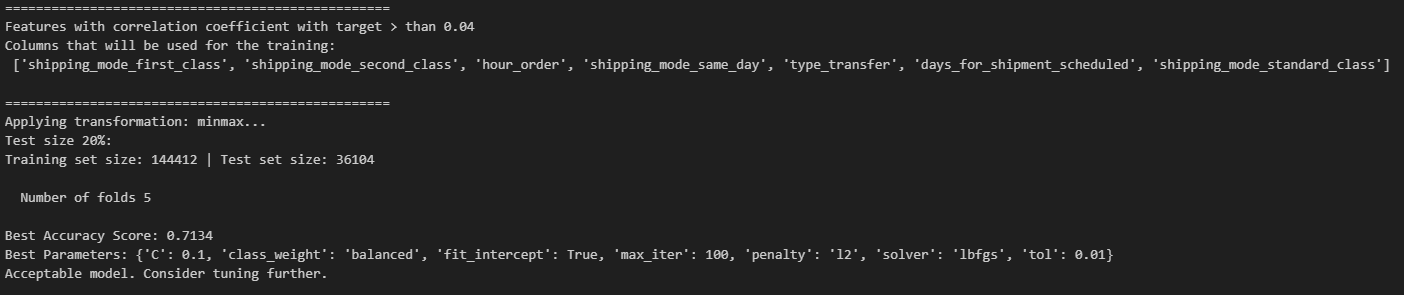 ==================================================
Features with correlation coefficient with target > than 0.04
Columns that will be used for the training:
['shipping_mode_first_class', 'shipping_mode_second_class', 'hour_order', 'shipping_mode_same_day', 'type_transfer', 'days_for_shipment_scheduled', 'shipping_mode_standard_class']
==================================================
Applying transformation: minmax...
Test size 20%:
Training set size: 144412 | Test set size: 36104
Number of folds 5
Best Accuracy Score: 0.7134
Best Parameters: {'C': 0.1, 'class_weight': 'balanced', 'fit_intercept': True, 'max_iter': 100, 'penalty': 'l2', 'solver': 'lbfgs', 'tol': 0.01}
Acceptable model. Consider tuning further.